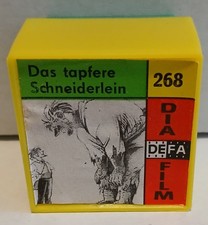 Das tapfere
Schneiderlein
268
DIA
DEFA
FILM